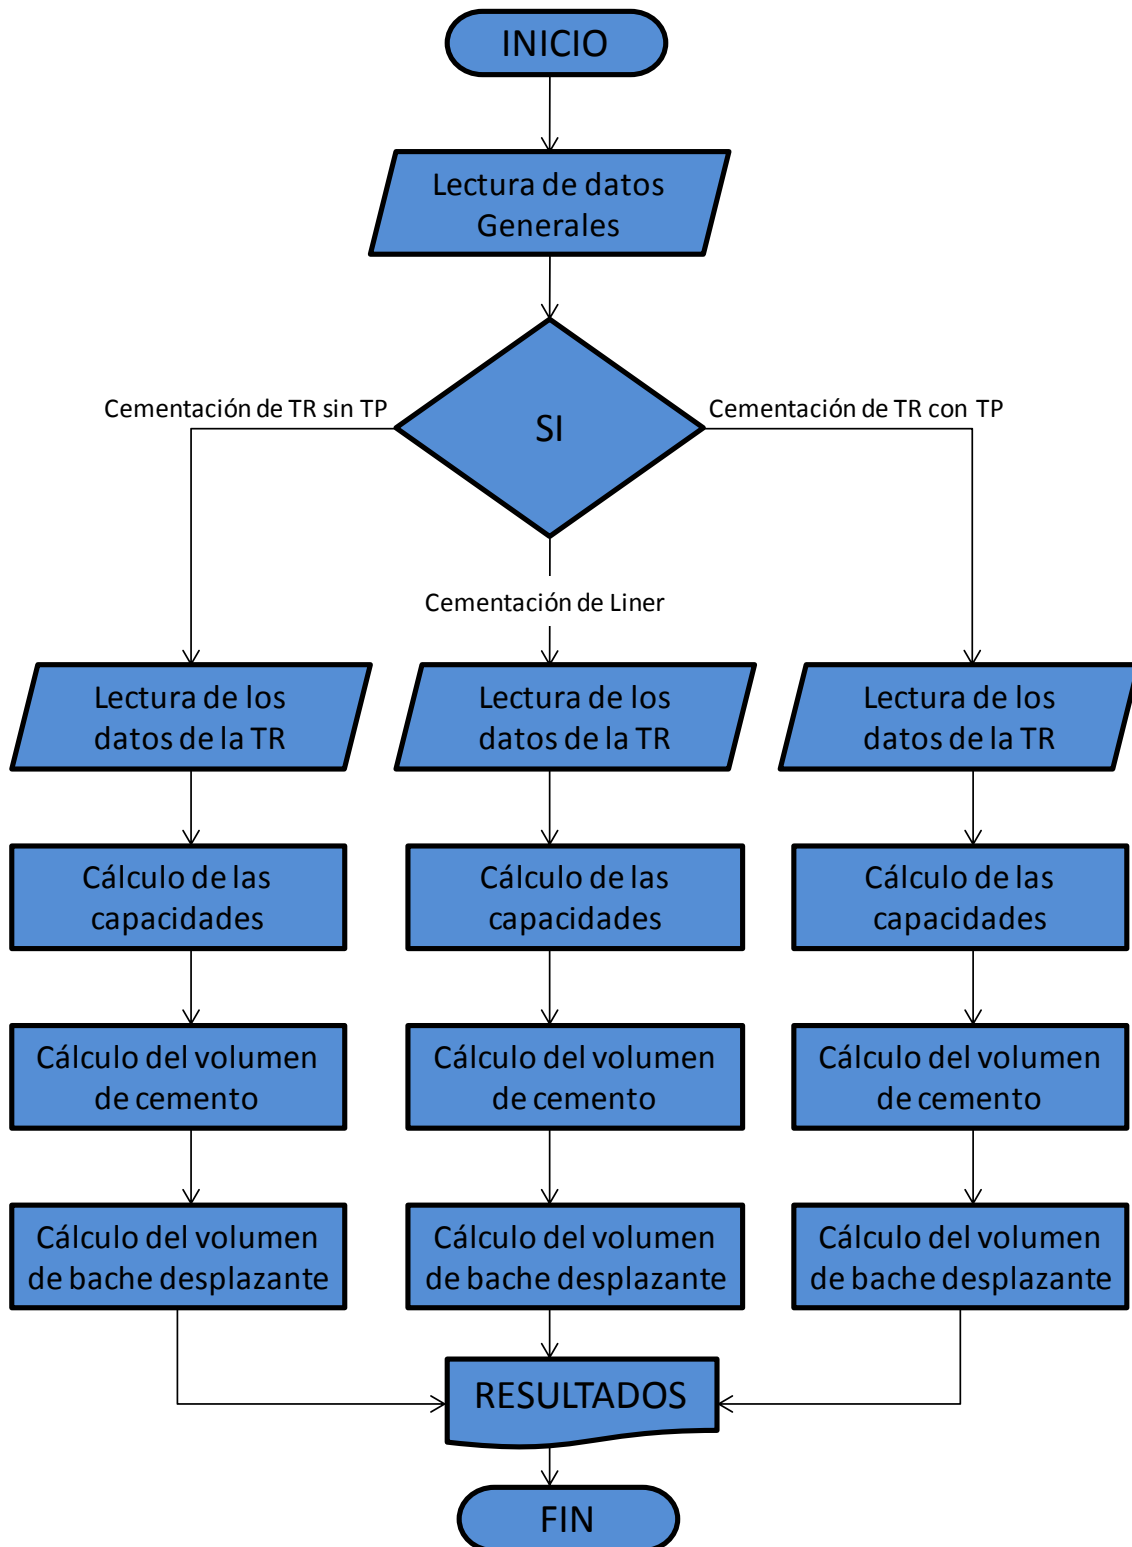 INICIO
Lectura de datos
Generales
Cementación de TR sin TP
SI
Cementación de TR con TP
Cementación de Liner
Lectura de los
datos de la TR
Lectura de los
datos de la TR
Lectura de los
datos de la TR
Cálculo de las
capacidades
Cálculo de las
capacidades
Cálculo de las
capacidades
Cálculo del volumen
de cemento
Cálculo del volumen
de cemento
Cálculo del volumen
de cemento
Cálculo del volumen
de bache desplazante
Cálculo del volumen
de bache desplazante
Cálculo del volumen
de bache desplazante
RESULTADOS
FIN